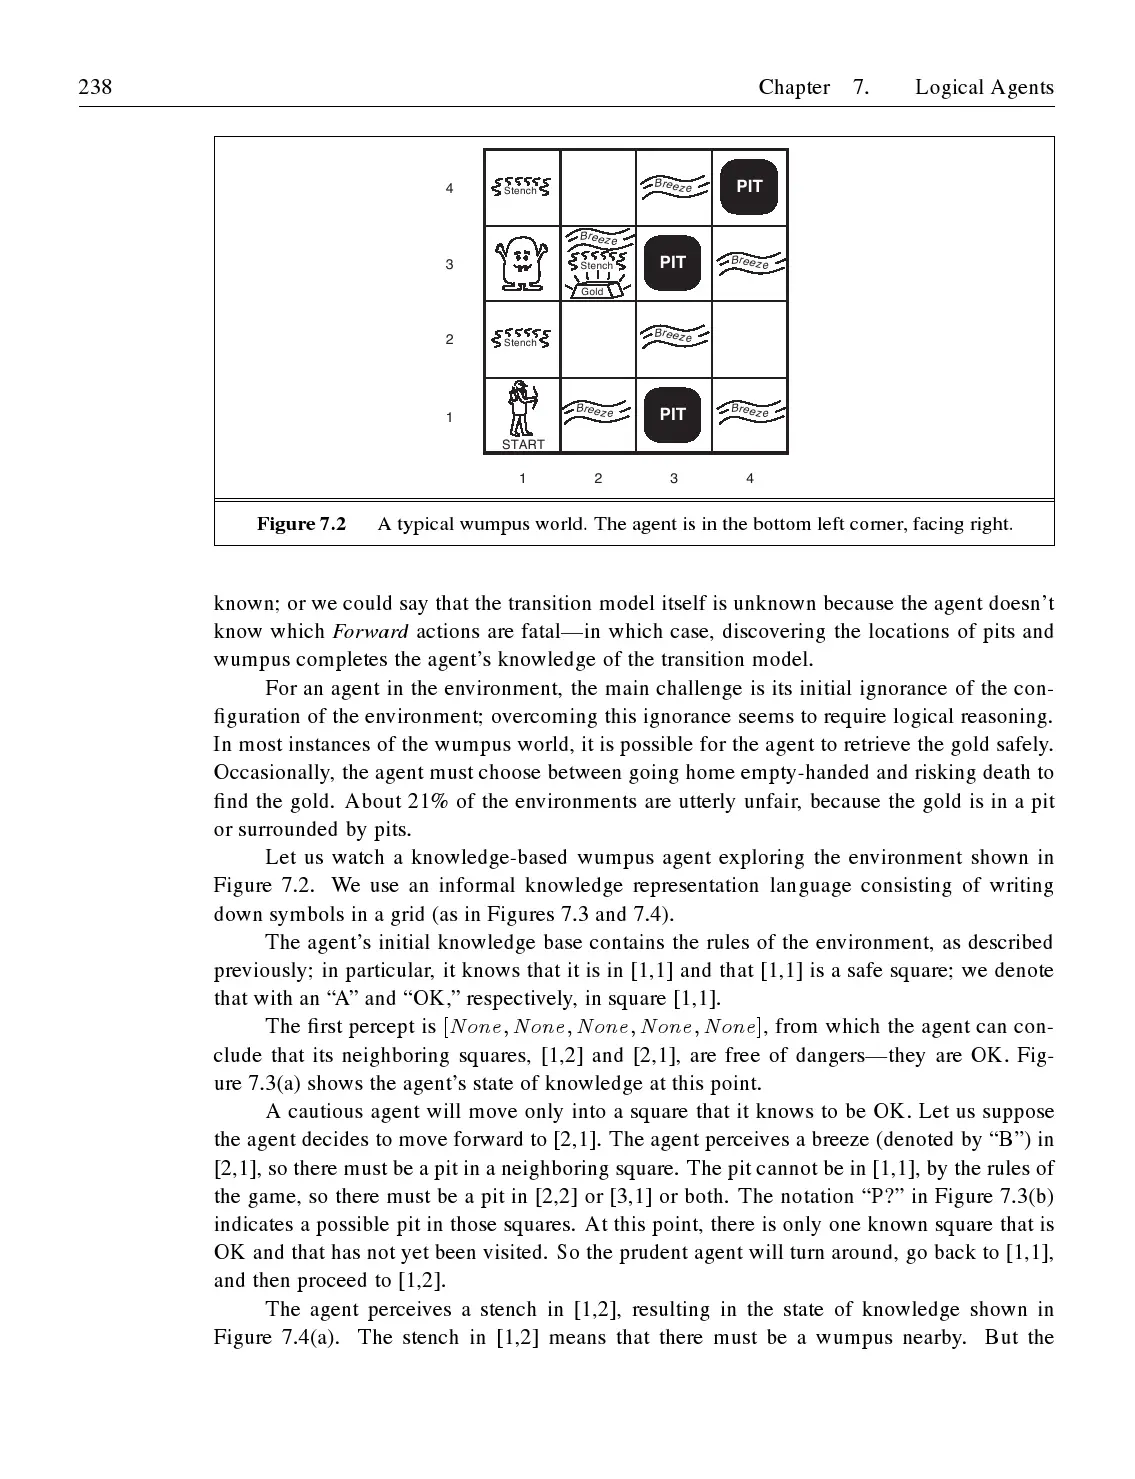 238 Chapter 7. Logical Agents
4 Stench Breeze PIT
Breeze
3 Stench PIT Breeze
Gold
2 Stench Breeze
1 Breeze PIT Breeze
START
1 2 3 4
Figure 7.2 A typical wumpus world. The agent is in the bottom left corner, facing right.
known; or we could say that the transition model itself is unknown because the agent doesn't
know which Forward actions are fatal—in which case, discovering the locations of pits and
wumpus completes the agent's knowledge of the transition model.
For an agent in the environment, the main challenge is its initial ignorance of the con-
figuration of the environment; overcoming this ignorance seems to require logical reasoning.
In most instances of the wumpus world, it is possible for the agent to retrieve the gold safely.
Occasionally, the agent must choose between going home empty-handed and risking death to
find the gold. About 21% of the environments are utterly unfair, because the gold is in a pit
or surrounded by pits.
Let us watch a knowledge-based wumpus agent exploring the environment shown in
Figure 7.2. We use an informal knowledge representation language consisting of writing
down symbols in a grid (as in Figures 7.3 and 7.4).
The agent's initial knowledge base contains the rules of the environment, as described
previously; in particular, it knows that it is in [1,1] and that [1,1] is a safe square; we denote
that with an "A" and "OK," respectively, in square [1,1].
The first percept is [None, None, None, None, None], from which the agent can con-
clude that its neighboring squares, [1,2] and [2,1], are free of dangers—they are OK. Fig-
ure 7.3(a) shows the agent's state of knowledge at this point.
A cautious agent will move only into a square that it knows to be OK. Let us suppose
the agent decides to move forward to [2,1]. The agent perceives a breeze (denoted by "B") in
[2,1], so there must be a pit in a neighboring square. The pit cannot be in [1,1], by the rules of
the game, so there must be a pit in [2,2] or [3,1] or both. The notation "P?" in Figure 7.3(b)
indicates a possible pit in those squares. At this point, there is only one known square that is
OK and that has not yet been visited. So the prudent agent will turn around, go back to [1,1],
and then proceed to [1,2].
The agent perceives a stench in [1,2], resulting in the state of knowledge shown in
Figure 7.4(a). The stench in [1,2] means that there must be a wumpus nearby. But the